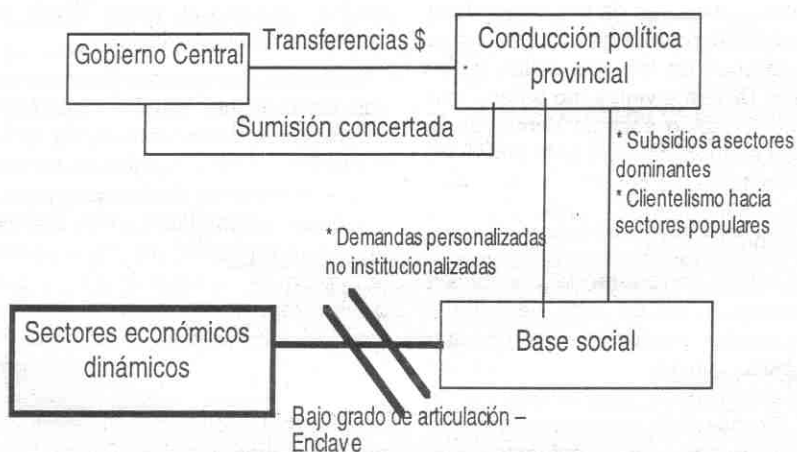 Gobierno Central
Transferencias $
Conducción política
provincial
Sumisión concertada
* Subsidios a sectores
dominantes
* Clientelismo hacia
sectores populares
* Demandas personalizadas
no institucionalizadas
Sectores económicos
dinámicos
Base social
Bajo grado de articulación –
Enclave